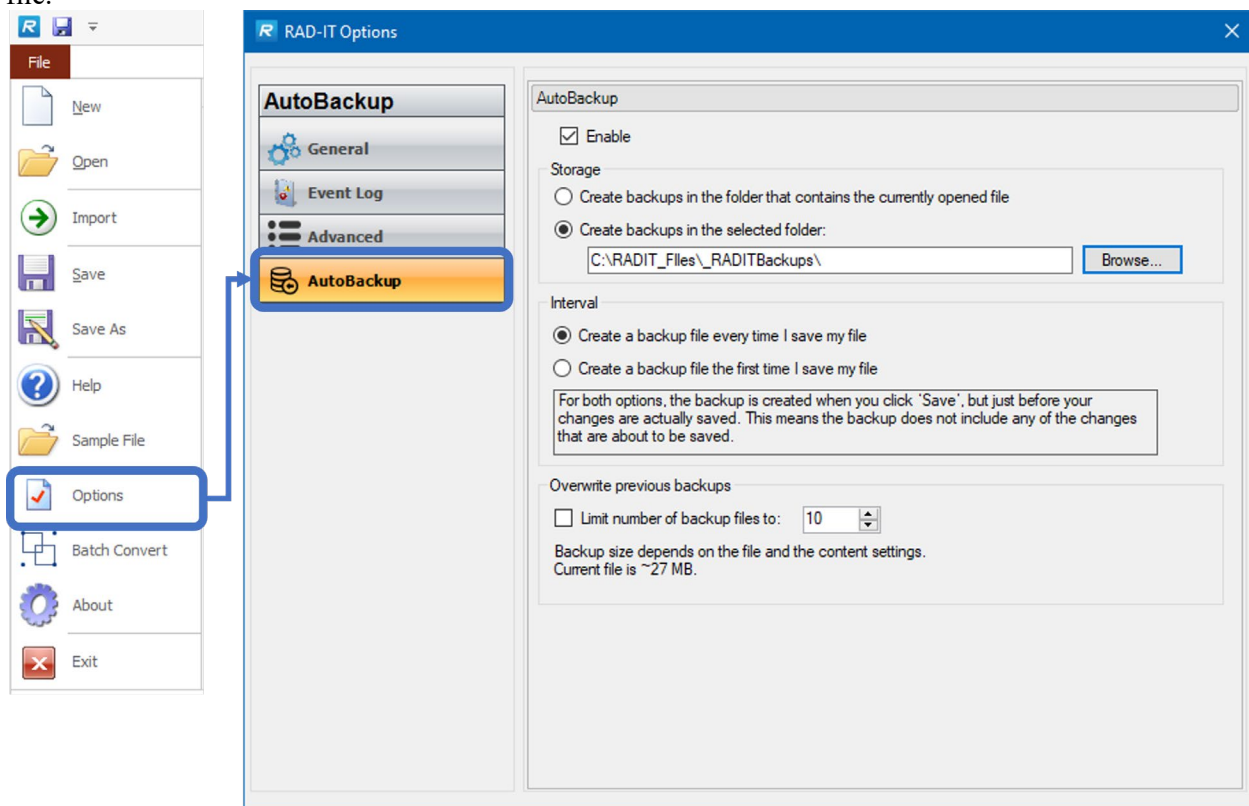 file.
File
New
Open
Import
Save
Save As
Help
Sample File
Options
Batch Convert
About
Exit
RAD-IT Options
AutoBackup
General
Event Log
Advanced
AutoBackup
AutoBackup
Enable
Storage
Create backups in the folder that contains the currently opened file
Create backups in the selected folder:
C:\RADIT_FIles\_RADITBackups\
Browse...
Interval
Create a backup file every time I save my file
Create a backup file the first time I save my file
For both options, the backup is created when you click 'Save', but just before your
changes are actually saved. This means the backup does not include any of the changes
that are about to be saved.
Overwrite previous backups
Limit number of backup files to: 10
Backup size depends on the file and the content settings.
Current file is ~27 MB.